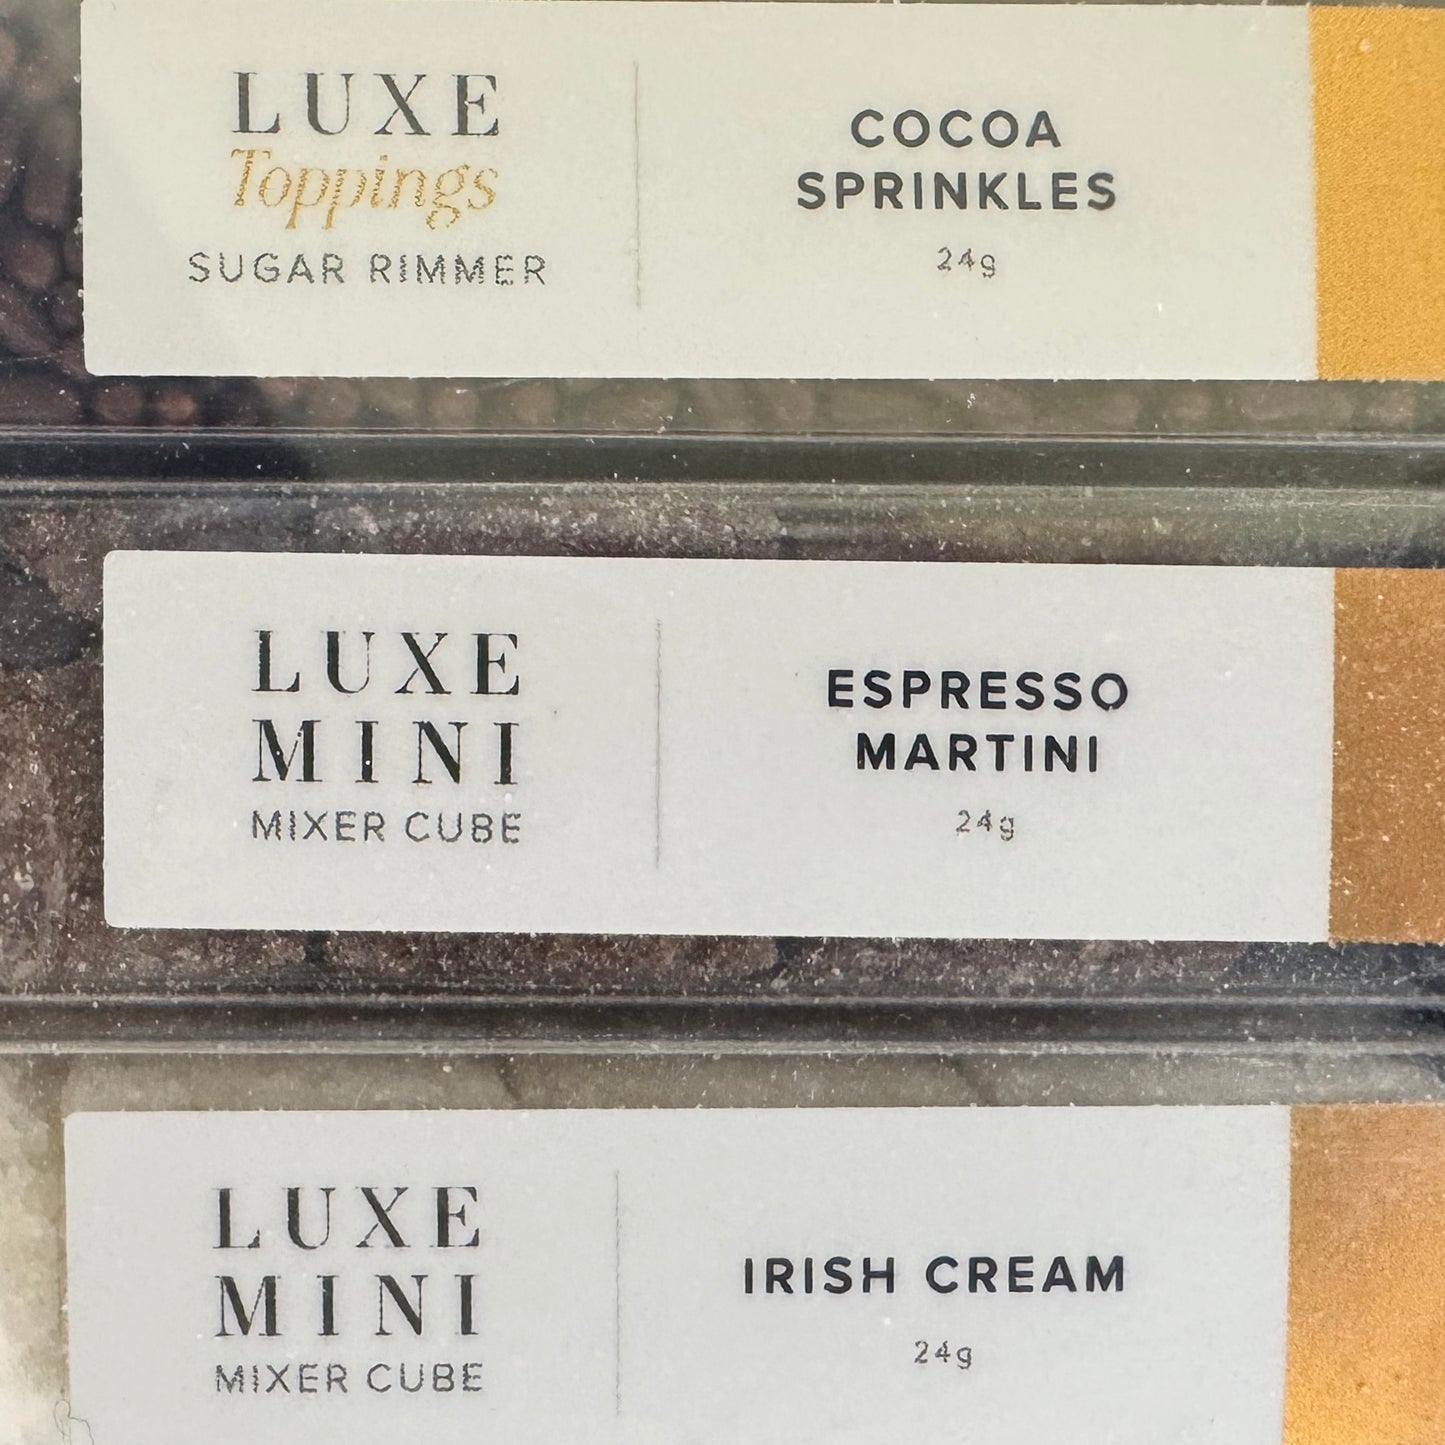 LUXE
Toppings
SUGAR RIMMER
COCOA
SPRINKLES
24g
LUXE
MINI
MIXER CUBE
ESPRESSO
MARTINI
24g
LUXE
MINI
MIXER CUBE
IRISH CREAM
24g